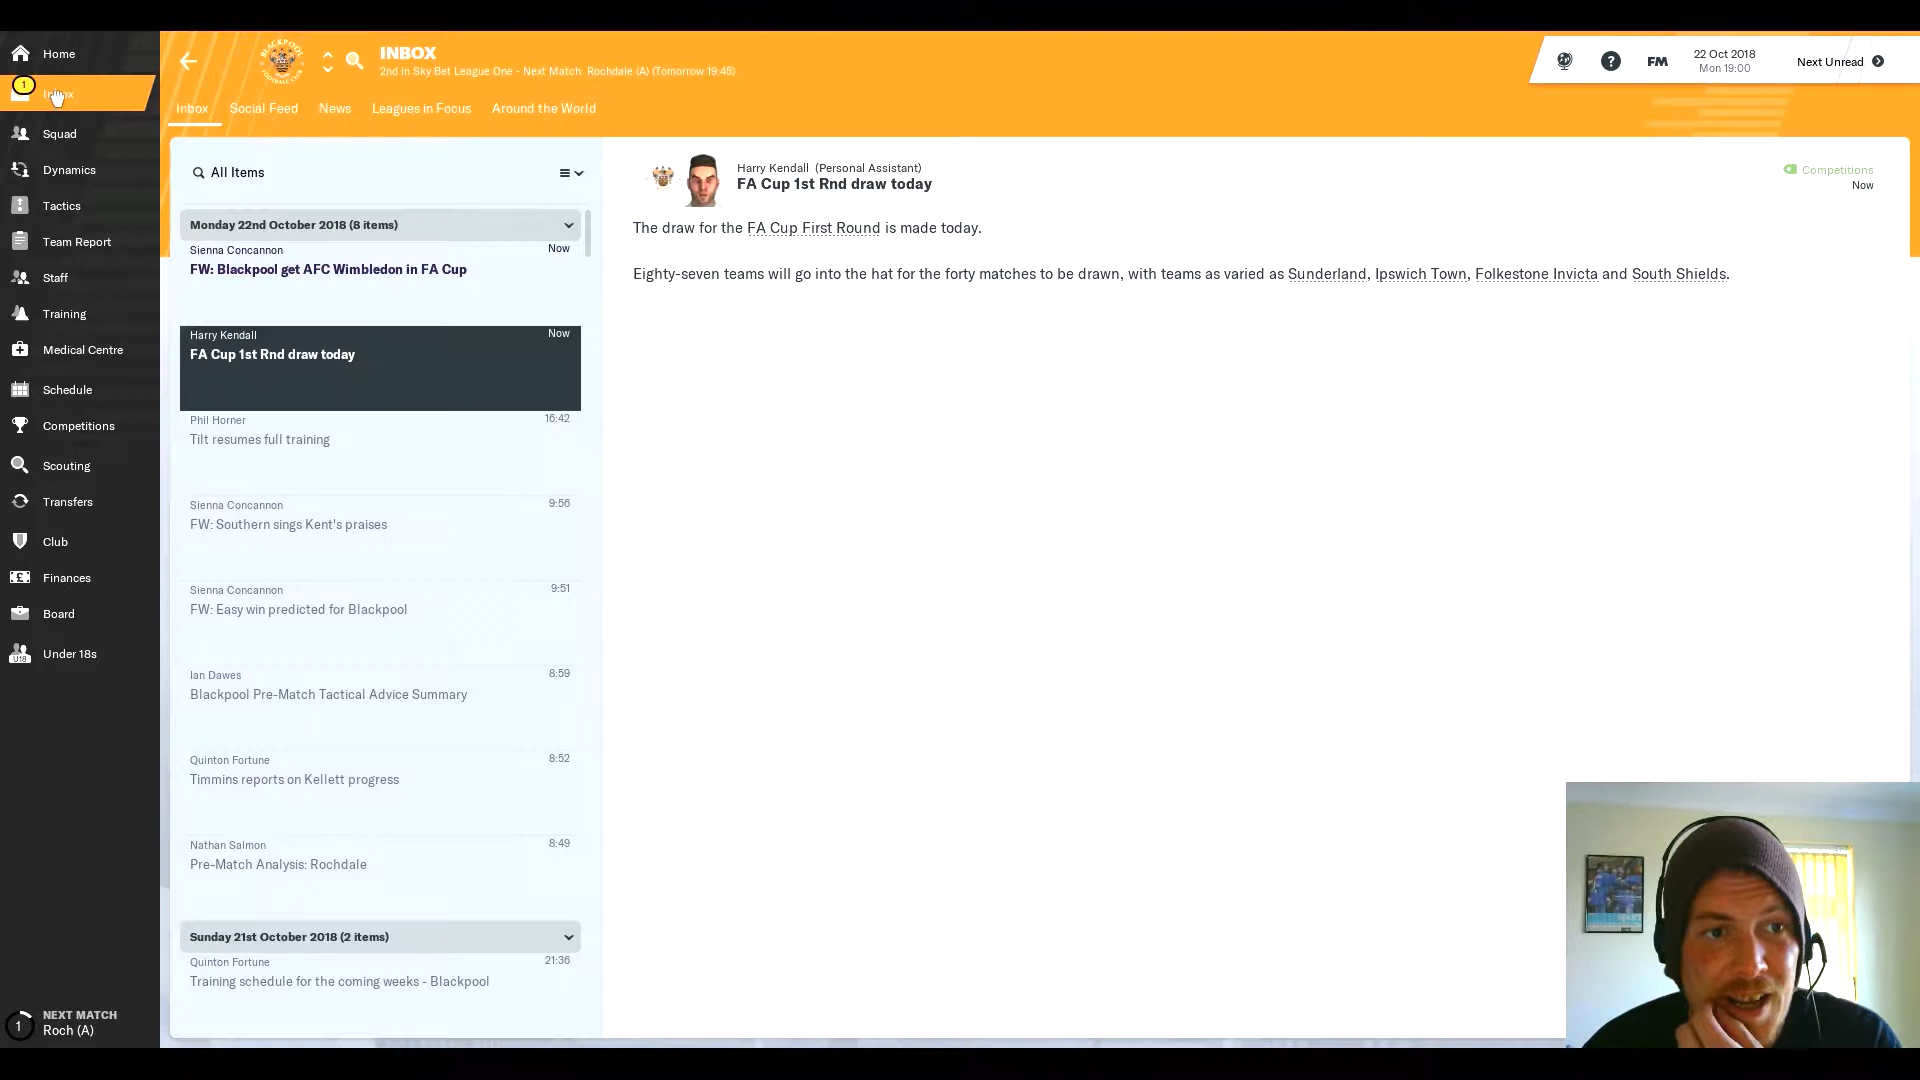 Home
1
Inbox
Squad
Dynamics
Tactics
Team Report
Staff
Training
Medical Centre
Schedule
Competitions
Scouting
Transfers
Club
Finances
Board
U18
Under 18s
1
NEXT MATCH
Roch (A)
BLACKPOOL
FOOTBALL CLUB
INBOX
2nd in Sky Bet League One - Next Match: Rochdale (A) (Tomorrow 19:45)
?
FM
22 Oct 2018
Mon 19:00
Next Unread
Inbox
Social Feed
News
Leagues in Focus
Around the World
All Items
Monday 22nd October 2018 (8 items)
Sienna Concannon Now
FW: Blackpool get AFC Wimbledon in FA Cup
Harry Kendall Now
FA Cup 1st Rnd draw today
Phil Horner 16:42
Tilt resumes full training
Sienna Concannon 9:56
FW: Southern sings Kent's praises
Sienna Concannon 9:51
FW: Easy win predicted for Blackpool
Ian Dawes 8:59
Blackpool Pre-Match Tactical Advice Summary
Quinton Fortune 8:52
Timmins reports on Kellett progress
Nathan Salmon 8:49
Pre-Match Analysis: Rochdale
Sunday 21st October 2018 (2 items)
Quinton Fortune 21:36
Training schedule for the coming weeks - Blackpool
Harry Kendall (Personal Assistant)
FA Cup 1st Rnd draw today
Competitions
Now
The draw for the FA Cup First Round is made today.
Eighty-seven teams will go into the hat for the forty matches to be drawn, with teams as varied as Sunderland, Ipswich Town, Folkestone Invicta and South Shields.